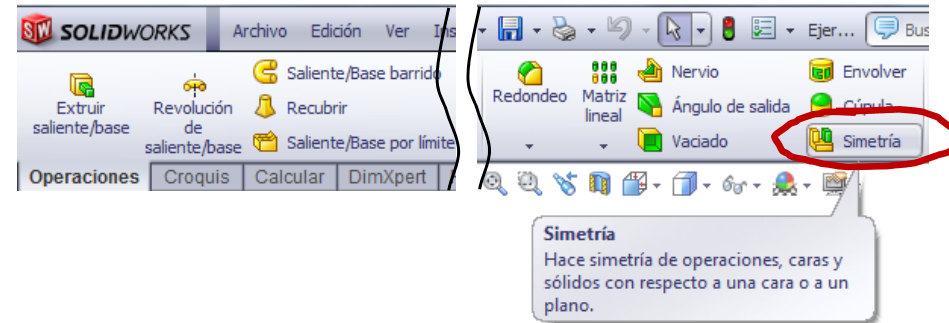 SW SOLIDWORKS Archivo Edición Ver Ins
Extruir
saliente/base
Revolución
de
saliente/base
Saliente/Base barrido
Recubrir
Saliente/Base por límite
Operaciones Croquis Calcular DimXpert
Ejer... Bus
Redondeo
Matriz
lineal
Nervio
Ángulo de salida
Vaciado
Envolver
Cúpula
Simetría
Simetría
Hace simetría de operaciones, caras y
sólidos con respecto a una cara o a un
plano.